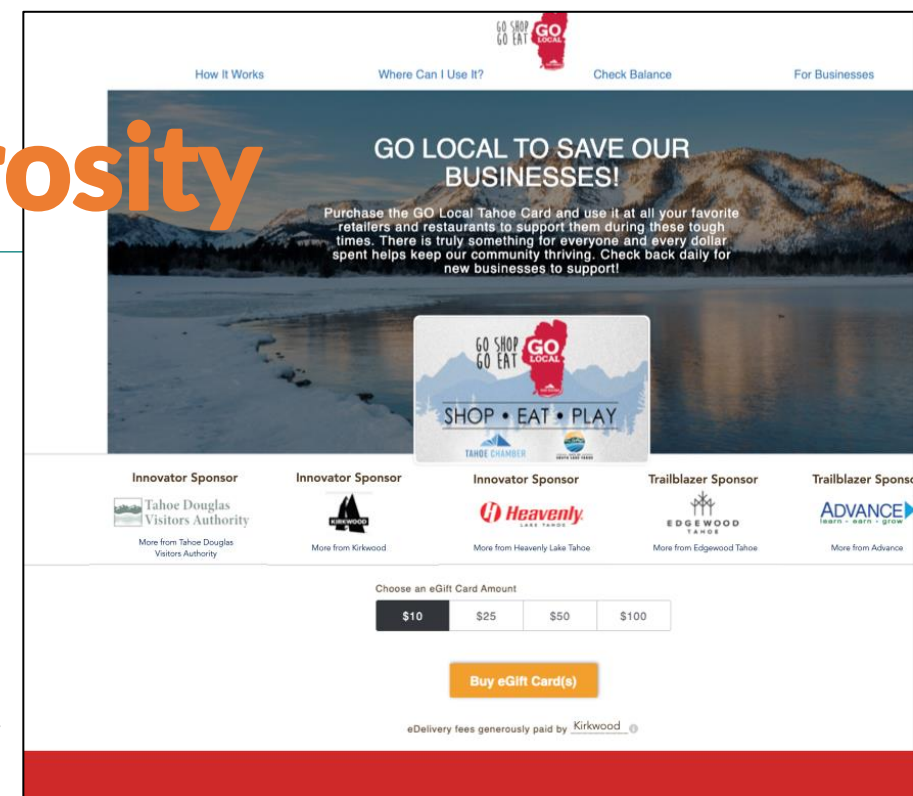 GO SHOP
GO EAT
GO
LOCAL
How It Works
Where Can I Use It?
Check Balance
For Businesses
rosity
GO LOCAL TO SAVE OUR
BUSINESSES!
Purchase the GO Local Tahoe Card and use it at all your favorite
retailers and restaurants to support them during these tough
times. There is truly something for everyone and every dollar
spent helps keep our community thriving. Check back daily for
new businesses to support!
GO SHOP
GO EAT
GO
LOCAL
SHOP • EAT • PLAY
TAHOE CHAMBER
Innovator Sponsor
Innovator Sponsor
Innovator Sponsor
Trailblazer Sponsor
Trailblazer Sponso
Tahoe Douglas
Visitors Authority
KIRKWOOD
Heavenly
LAKE TAHOE
EDGEWOOD
TAHOE
ADVANCE
learn - earn - grow
More from Tahoe Douglas
Visitors Authority
More from Kirkwood
More from Heavenly Lake Tahoe
More from Edgewood Tahoe
More from Advance
Choose an eGift Card Amount
$10
$25
$50
$100
Buy eGift Card(s)
eDelivery fees generously paid by Kirkwood